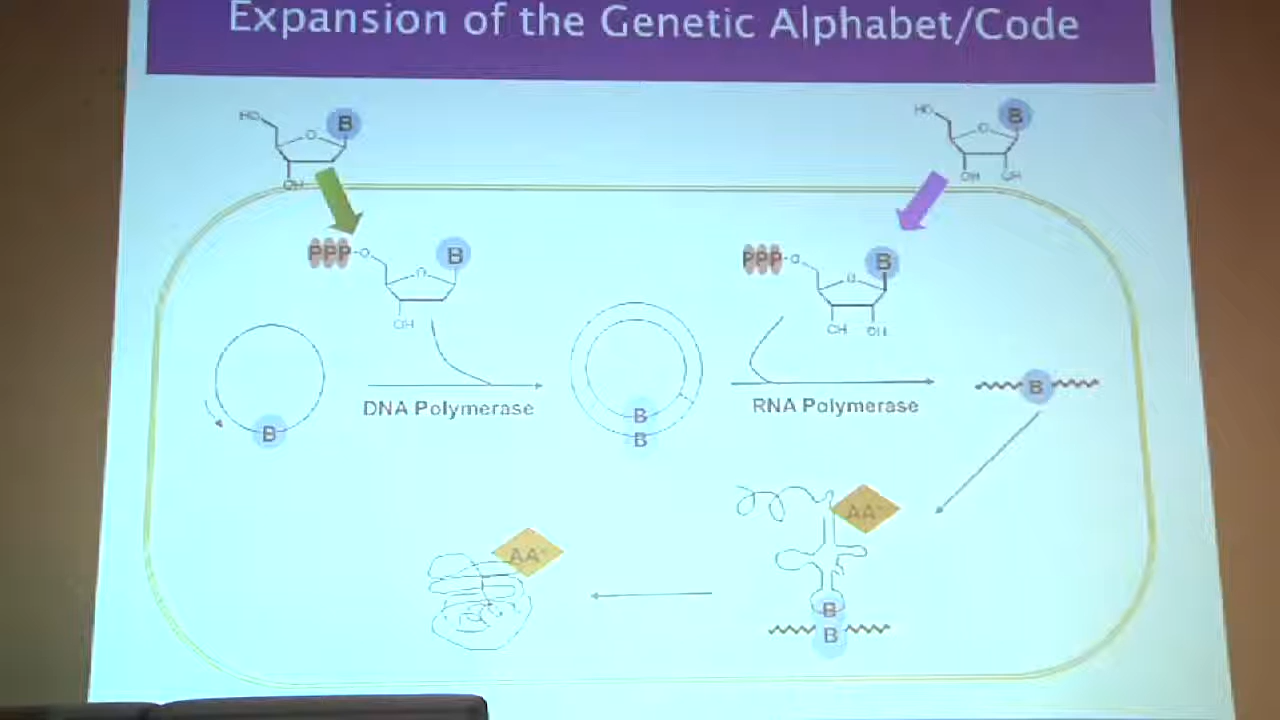 Expansion of the Genetic Alphabet/Code
HO
O
B
OH
HO
O
B
OH
OH
PPP-O
O
B
OH
PPP-O
O
B
OH
OH
B
DNA Polymerase
B
B
RNA Polymerase
B
AA*
B
B
AA*